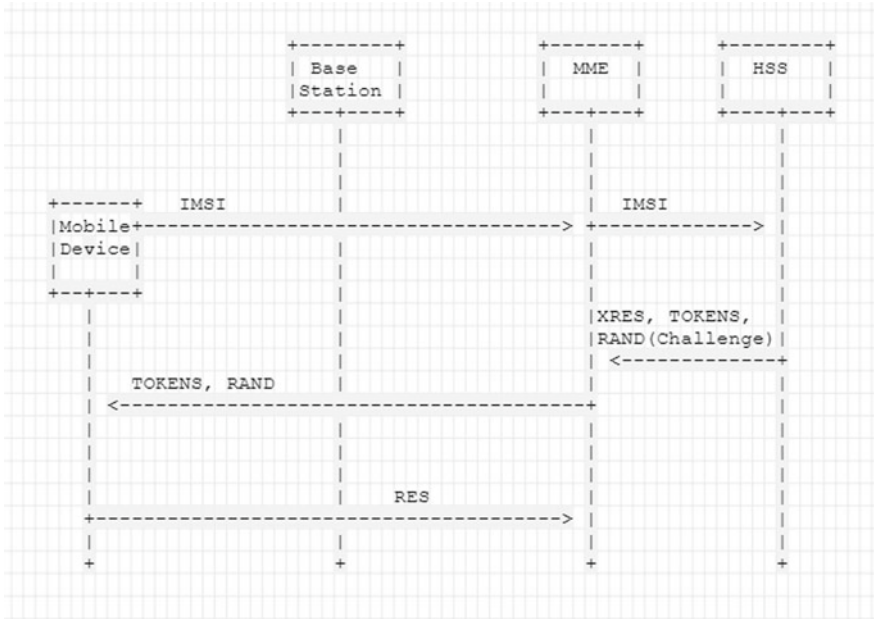 Base Station
MME
HSS
IMSI
IMSI
Mobile Device
XRES, TOKENS,
RAND(Challenge)
TOKENS, RAND
RES